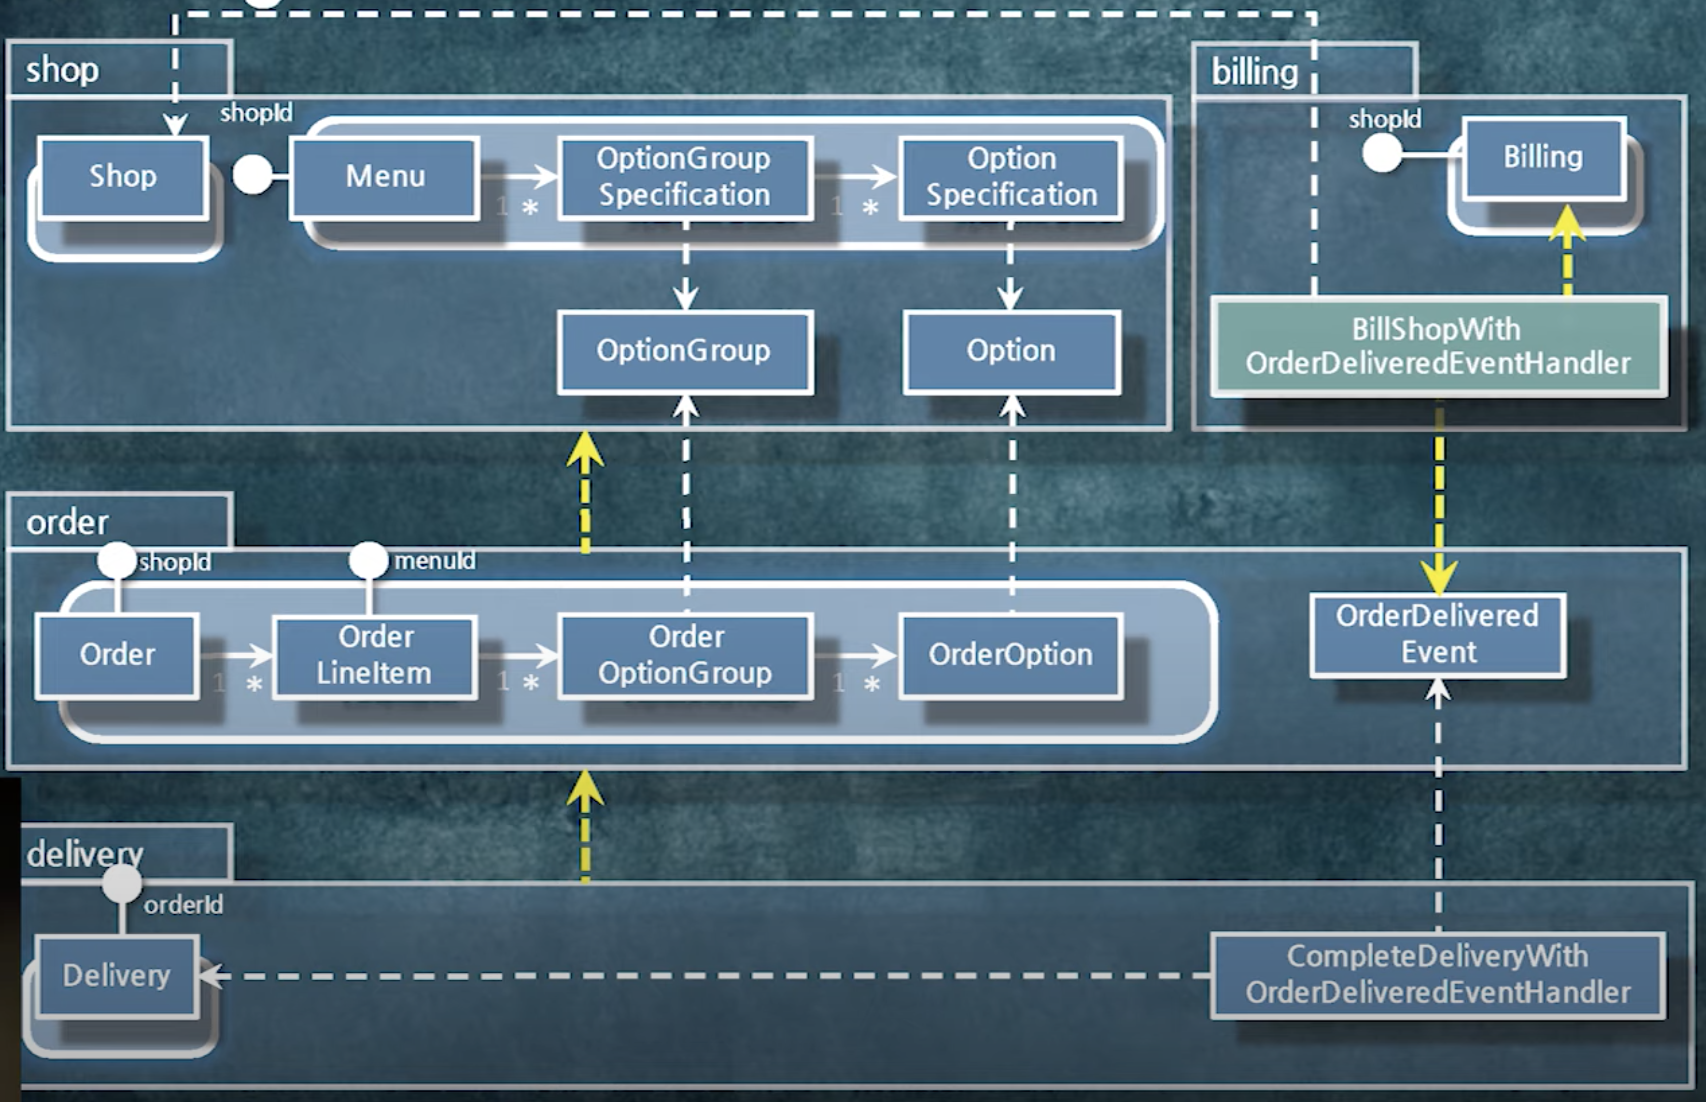 shop
billing
shopId
shopId
Shop
Menu
OptionGroup
Specification
Option
Specification
Billing
1 *
1 *
OptionGroup
Option
BillShopWith
OrderDeliveredEventHandler
order
shopId
menuId
Order
Order
LineItem
Order
OptionGroup
OrderOption
OrderDelivered
Event
1 *
1 *
1 *
delivery
orderId
Delivery
CompleteDeliveryWith
OrderDeliveredEventHandler